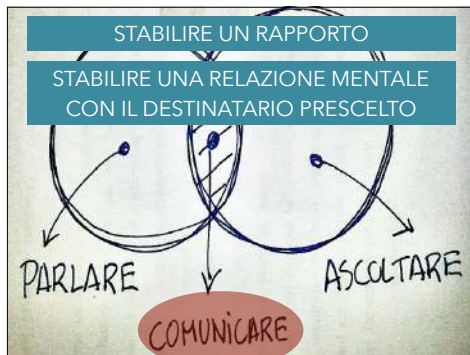 STABILIRE UN RAPPORTO
STABILIRE UNA RELAZIONE MENTALE
CON IL DESTINATARIO PRESCELTO
PARLARE
ASCOLTARE
COMUNICARE